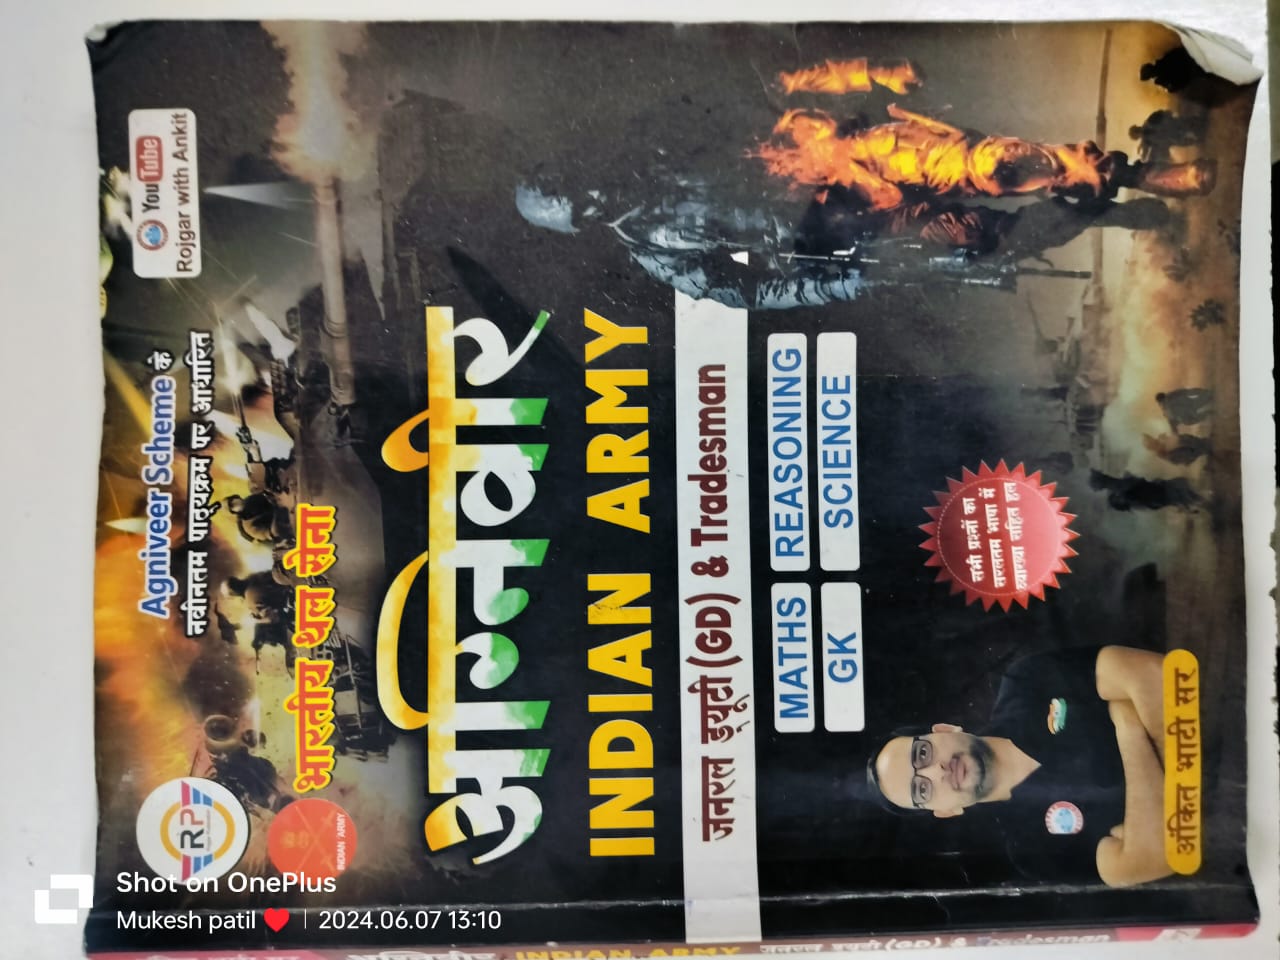 YouTube
Rojgar with Ankit
Agniveer Scheme के
नवीनतम पाठ्यक्रम पर आधारित
RP
INDIAN ARMY
भारतीय थल सेना
अग्निवीर
INDIAN ARMY
जनरल ड्यूटी (GD) & Tradesman
MATHS REASONING
GK SCIENCE
सभी प्रश्नों का
सरलतम भाषा में
व्याख्या सहित हल
अंकित भाटी सर
INDIAN ARMY जनरल ड्यूटी (GD) & Tradesman
Shot on OnePlus
Mukesh patil ❤️ | 2024.06.07 13:10